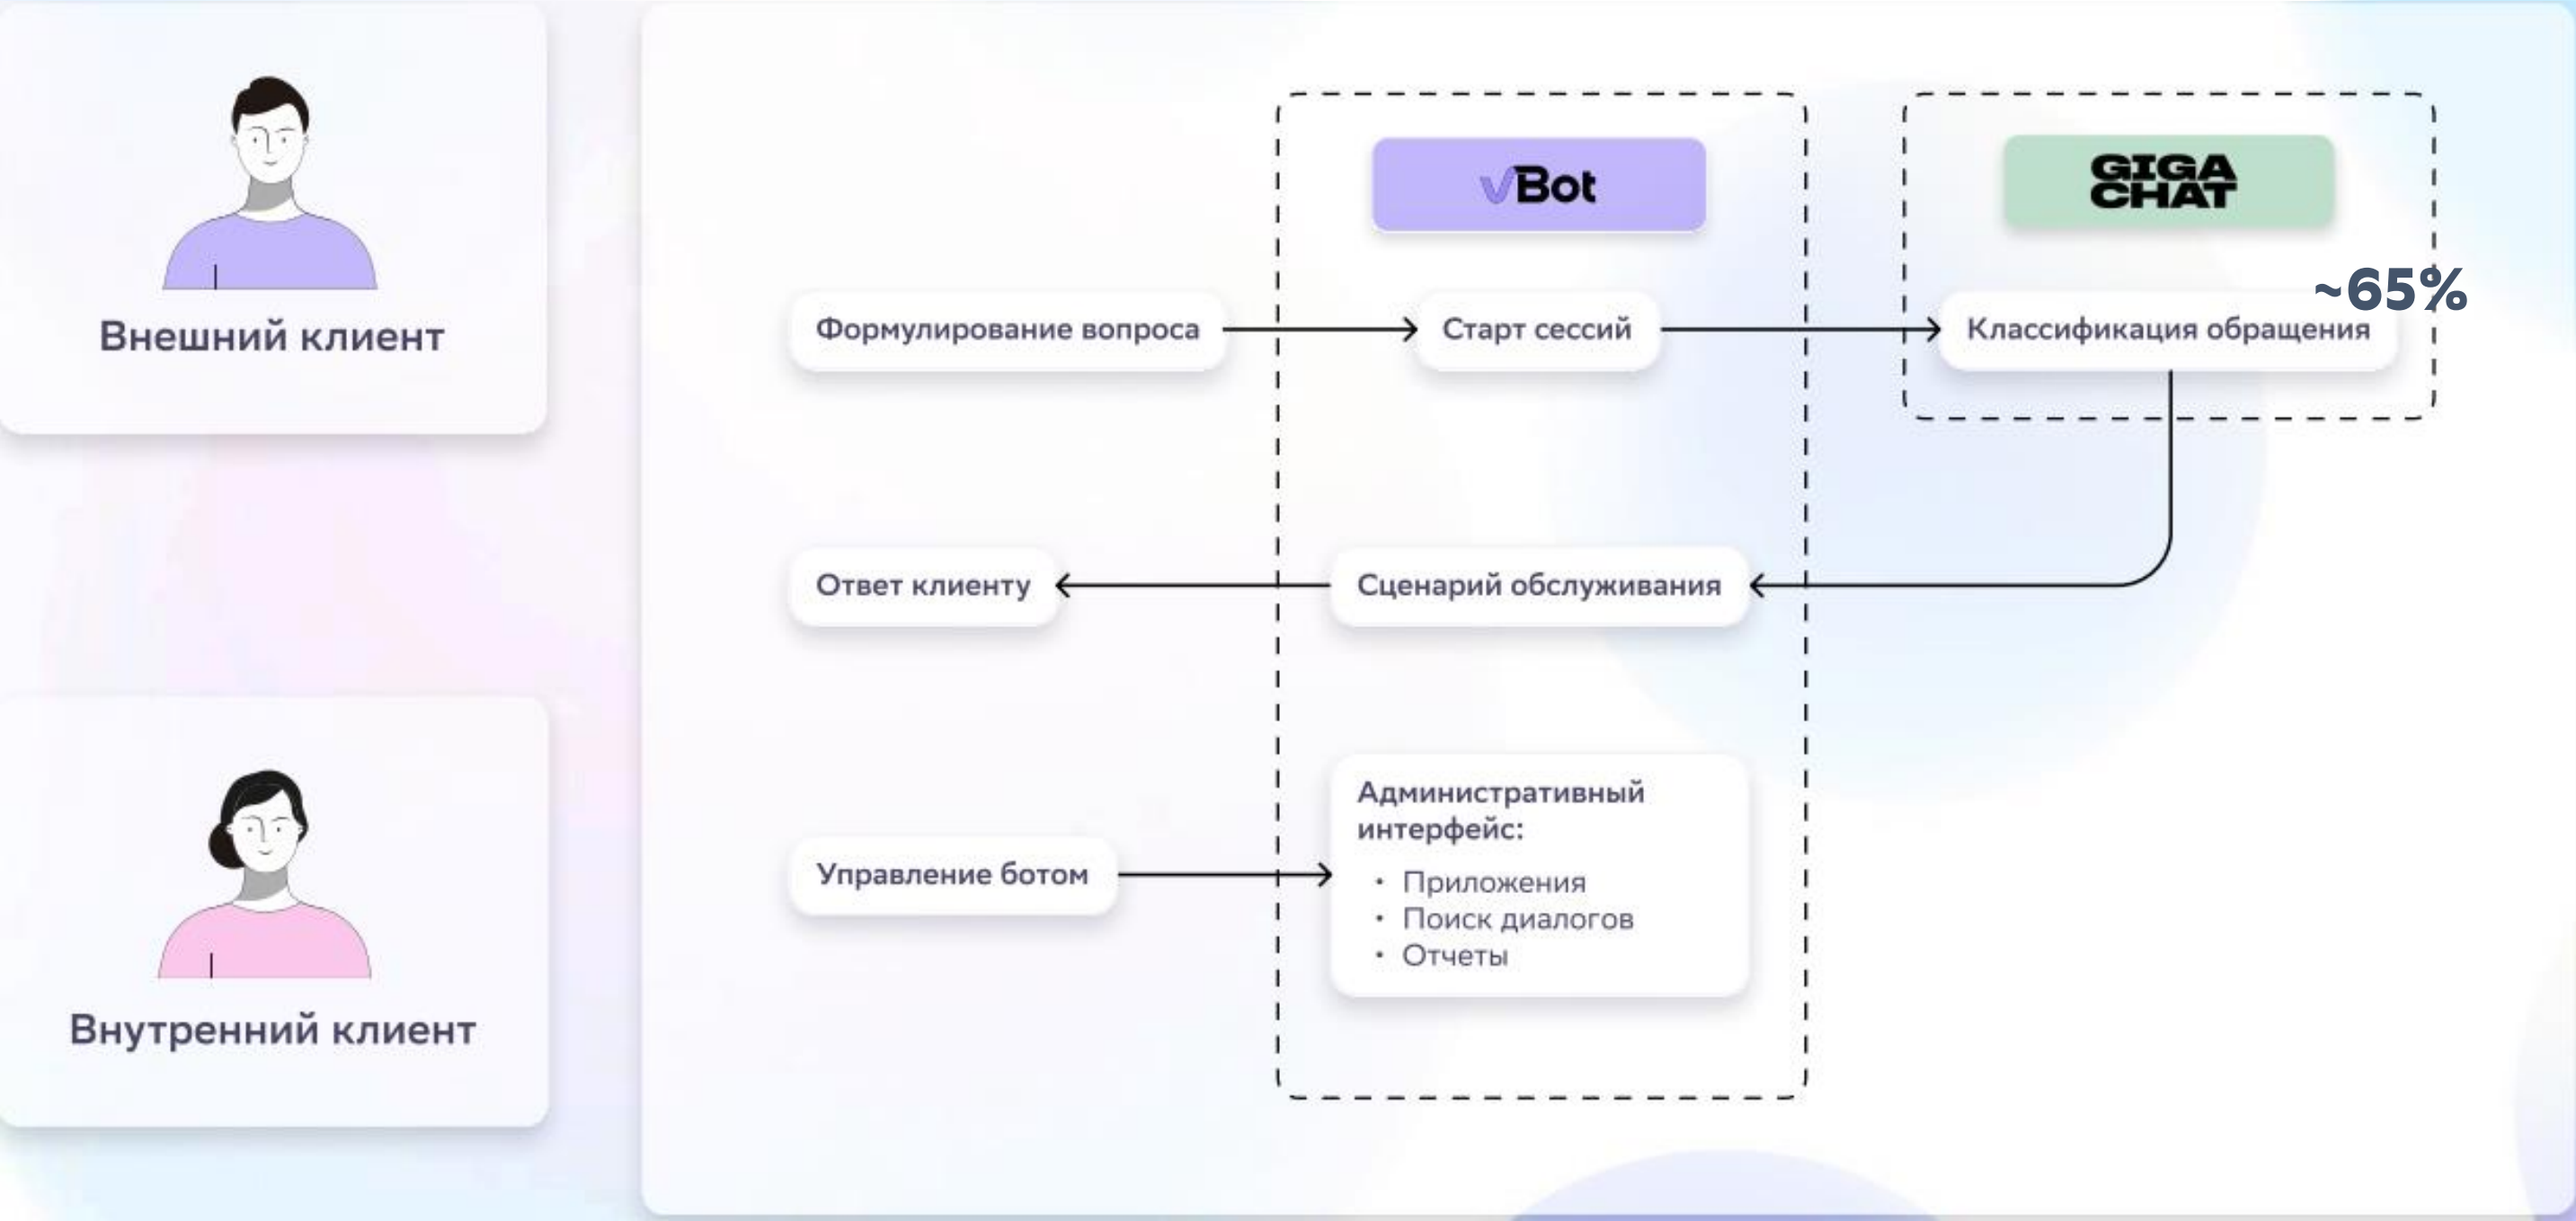 Внешний клиент
vBot
GIGA
CHAT
~65%
Формулирование вопроса
Старт сессий
Классификация обращения
Ответ клиенту
Сценарий обслуживания
Внутренний клиент
Управление ботом
Административный
интерфейс:
• Приложения
• Поиск диалогов
• Отчеты